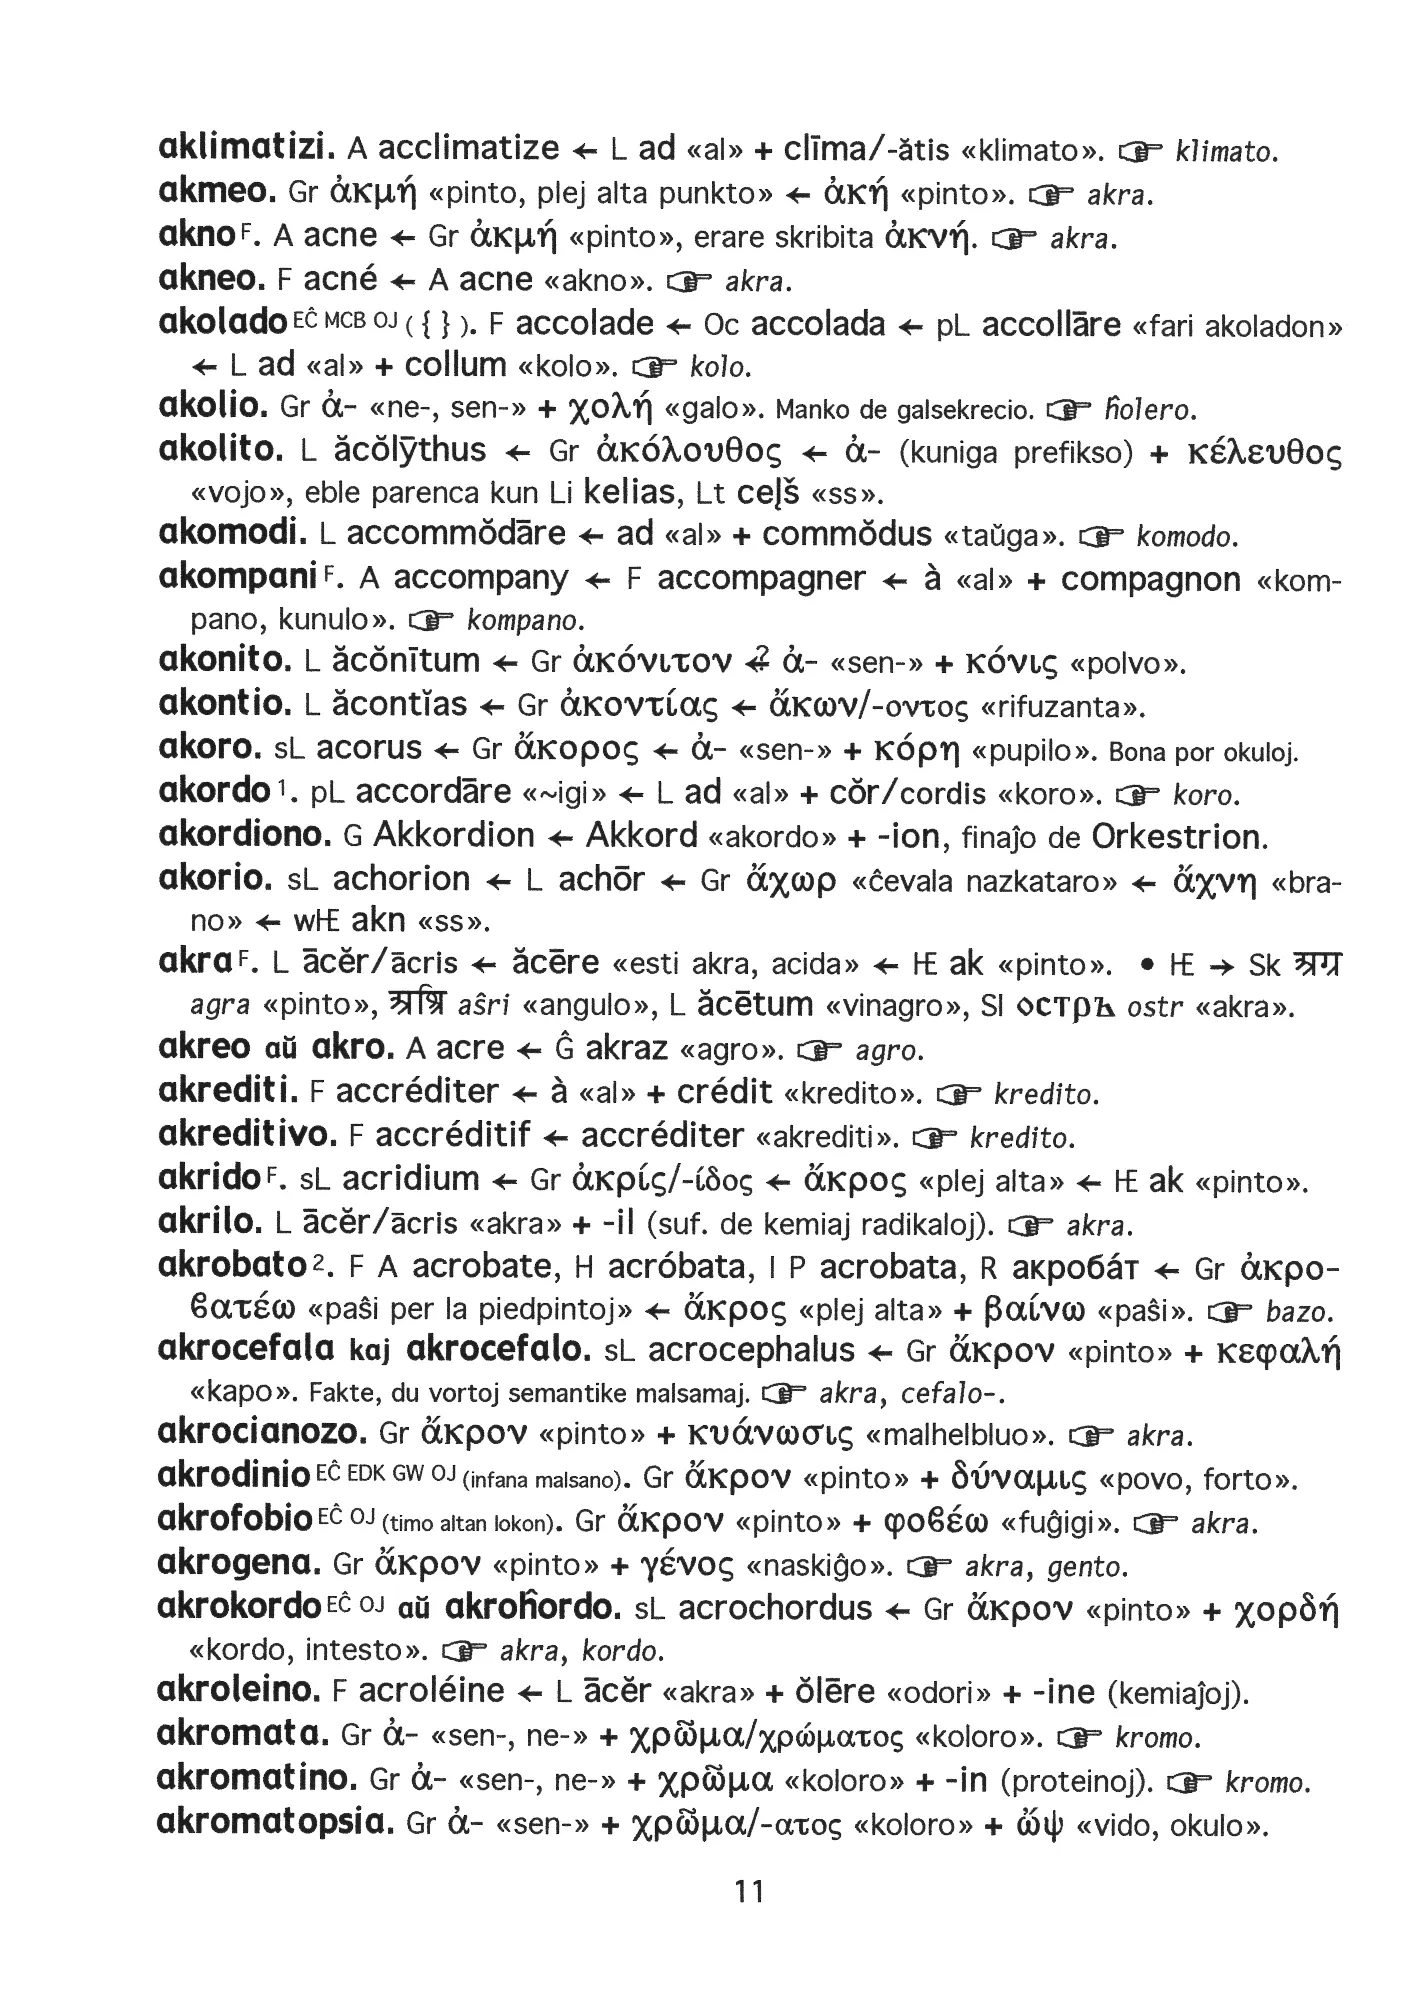 aklimatizi. A acclimatize ← L ad «al» + clīma/-ătis «klimato». ☞ klimato.
akmeo. Gr ἀκμή «pinto, plej alta punkto» ← ἀκή «pinto». ☞ akra.
akno F. A acne ← Gr ἀκμή «pinto», erare skribita ἀκνή. ☞ akra.
akneo. F acné ← A acne «akno». ☞ akra.
akolado EĈ MCB OJ ( { } ). F accolade ← Oc accolada ← pL accollāre «fari akoladon»
← L ad «al» + collum «kolo». ☞ kolo.
akolio. Gr ἀ- «ne-, sen-» + χολή «galo». Manko de galsekrecio. ☞ ĥolero.
akolito. L ăcŏlȳthus ← Gr ἀκόλουθος ← ἀ- (kuniga prefikso) + κέλευθος
«vojo», eble parenca kun Li kelias, Lt ceļš «ss».
akomodi. L accommŏdāre ← ad «al» + commŏdus «taŭga». ☞ komodo.
akompani F. A accompany ← F accompagner ← à «al» + compagnon «kom-
pano, kunulo». ☞ kompano.
akonito. L ăcŏnītum ← Gr ἀκόνιτον ←? ἀ- «sen-» + κόνις «polvo».
akontio. L ăcontĭas ← Gr ἀκοντίας ← ἄκων/-οντος «rifuzanta».
akoro. sL acorus ← Gr ἄκορος ← ἀ- «sen-» + κόρη «pupilo». Bona por okuloj.
akordo 1. pL accordāre «~igi» ← L ad «al» + cŏr/cordis «koro». ☞ koro.
akordiono. G Akkordion ← Akkord «akordo» + -ion, finaĵo de Orkestrion.
akorio. sL achorion ← L achōr ← Gr ἄχωρ «ĉevala nazkataro» ← ἄχνη «bra-
no» ← wHE akn «ss».
akra F. L ācĕr/ācris ← ăcēre «esti akra, acida» ← HE ak «pinto». • HE → Sk अग्र
agra «pinto», अश्रि aŝri «angulo», L ăcētum «vinagro», Sl остръ ostr «akra».
akreo aŭ akro. A acre ← Ĝ akraz «agro». ☞ agro.
akrediti. F accréditer ← à «al» + crédit «kredito». ☞ kredito.
akreditivo. F accréditif ← accréditer «akrediti». ☞ kredito.
akrido F. sL acridium ← Gr ἀκρίς/-ίδος ← ἄκρος «plej alta» ← HE ak «pinto».
akrilo. L ācĕr/ācris «akra» + -il (suf. de kemiaj radikaloj). ☞ akra.
akrobato 2. F A acrobate, H acróbata, I P acrobata, R акробáт ← Gr ἀκρο-
ϐατέω «paŝi per la piedpintoj» ← ἄκρος «plej alta» + βαίνω «paŝi». ☞ bazo.
akrocefala kaj akrocefalo. sL acrocephalus ← Gr ἄκρον «pinto» + κεφαλή
«kapo». Fakte, du vortoj semantike malsamaj. ☞ akra, cefalo-.
akrocianozo. Gr ἄκρον «pinto» + κυάνωσις «malhelbluo». ☞ akra.
akrodinio EĈ EDK GW OJ (infana malsano). Gr ἄκρον «pinto» + δύναμις «povo, forto».
akrofobio EĈ OJ (timo altan lokon). Gr ἄκρον «pinto» + φοϐέω «fuĝigi». ☞ akra.
akrogena. Gr ἄκρον «pinto» + γένος «naskiĝo». ☞ akra, gento.
akrokordo EĈ OJ aŭ akroĥordo. sL acrochordus ← Gr ἄκρον «pinto» + χορδή
«kordo, intesto». ☞ akra, kordo.
akroleino. F acroléine ← L ācĕr «akra» + ŏlēre «odori» + -ine (kemiaĵoj).
akromata. Gr ἀ- «sen-, ne-» + χρῶμα/χρώματος «koloro». ☞ kromo.
akromatino. Gr ἀ- «sen-, ne-» + χρῶμα «koloro» + -in (proteinoj). ☞ kromo.
akromatopsia. Gr ἀ- «sen-» + χρῶμα/-ατος «koloro» + ὤψ «vido, okulo».
11